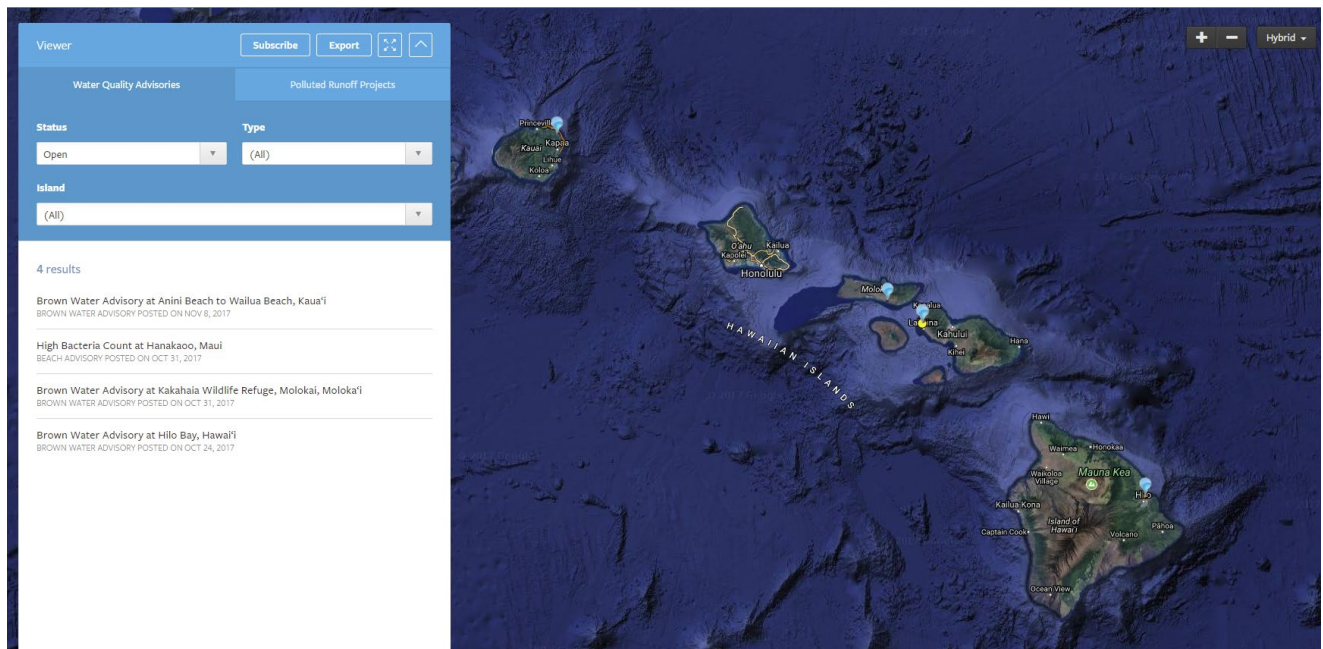 Viewer
Subscribe
Export
Hybrid
Water Quality Advisories
Polluted Runoff Projects
Status
Type
Open
(All)
Island
(All)
4 results
Brown Water Advisory at Anini Beach to Wailua Beach, Kaua‘i
BROWN WATER ADVISORY POSTED ON NOV 8, 2017
High Bacteria Count at Hanakaoo, Maui
BEACH ADVISORY POSTED ON OCT 31, 2017
Brown Water Advisory at Kakahaia Wildlife Refuge, Molokai, Moloka‘i
BROWN WATER ADVISORY POSTED ON OCT 31, 2017
Brown Water Advisory at Hilo Bay, Hawai‘i
BROWN WATER ADVISORY POSTED ON OCT 24, 2017
Kapaa
Kauai
Lihue
Koloa
O'ahu
Kailua
Kapolei
Honolulu
Kahului
Hana
Kihei
HAWAIIAN ISLANDS
Hawi
Waimea
Honokaa
Waikoloa
Village
Mauna Kea
Kailua Kona
Island of
Hawai'i
Captain Cook
Volcano
Pāhoa
Ocean View